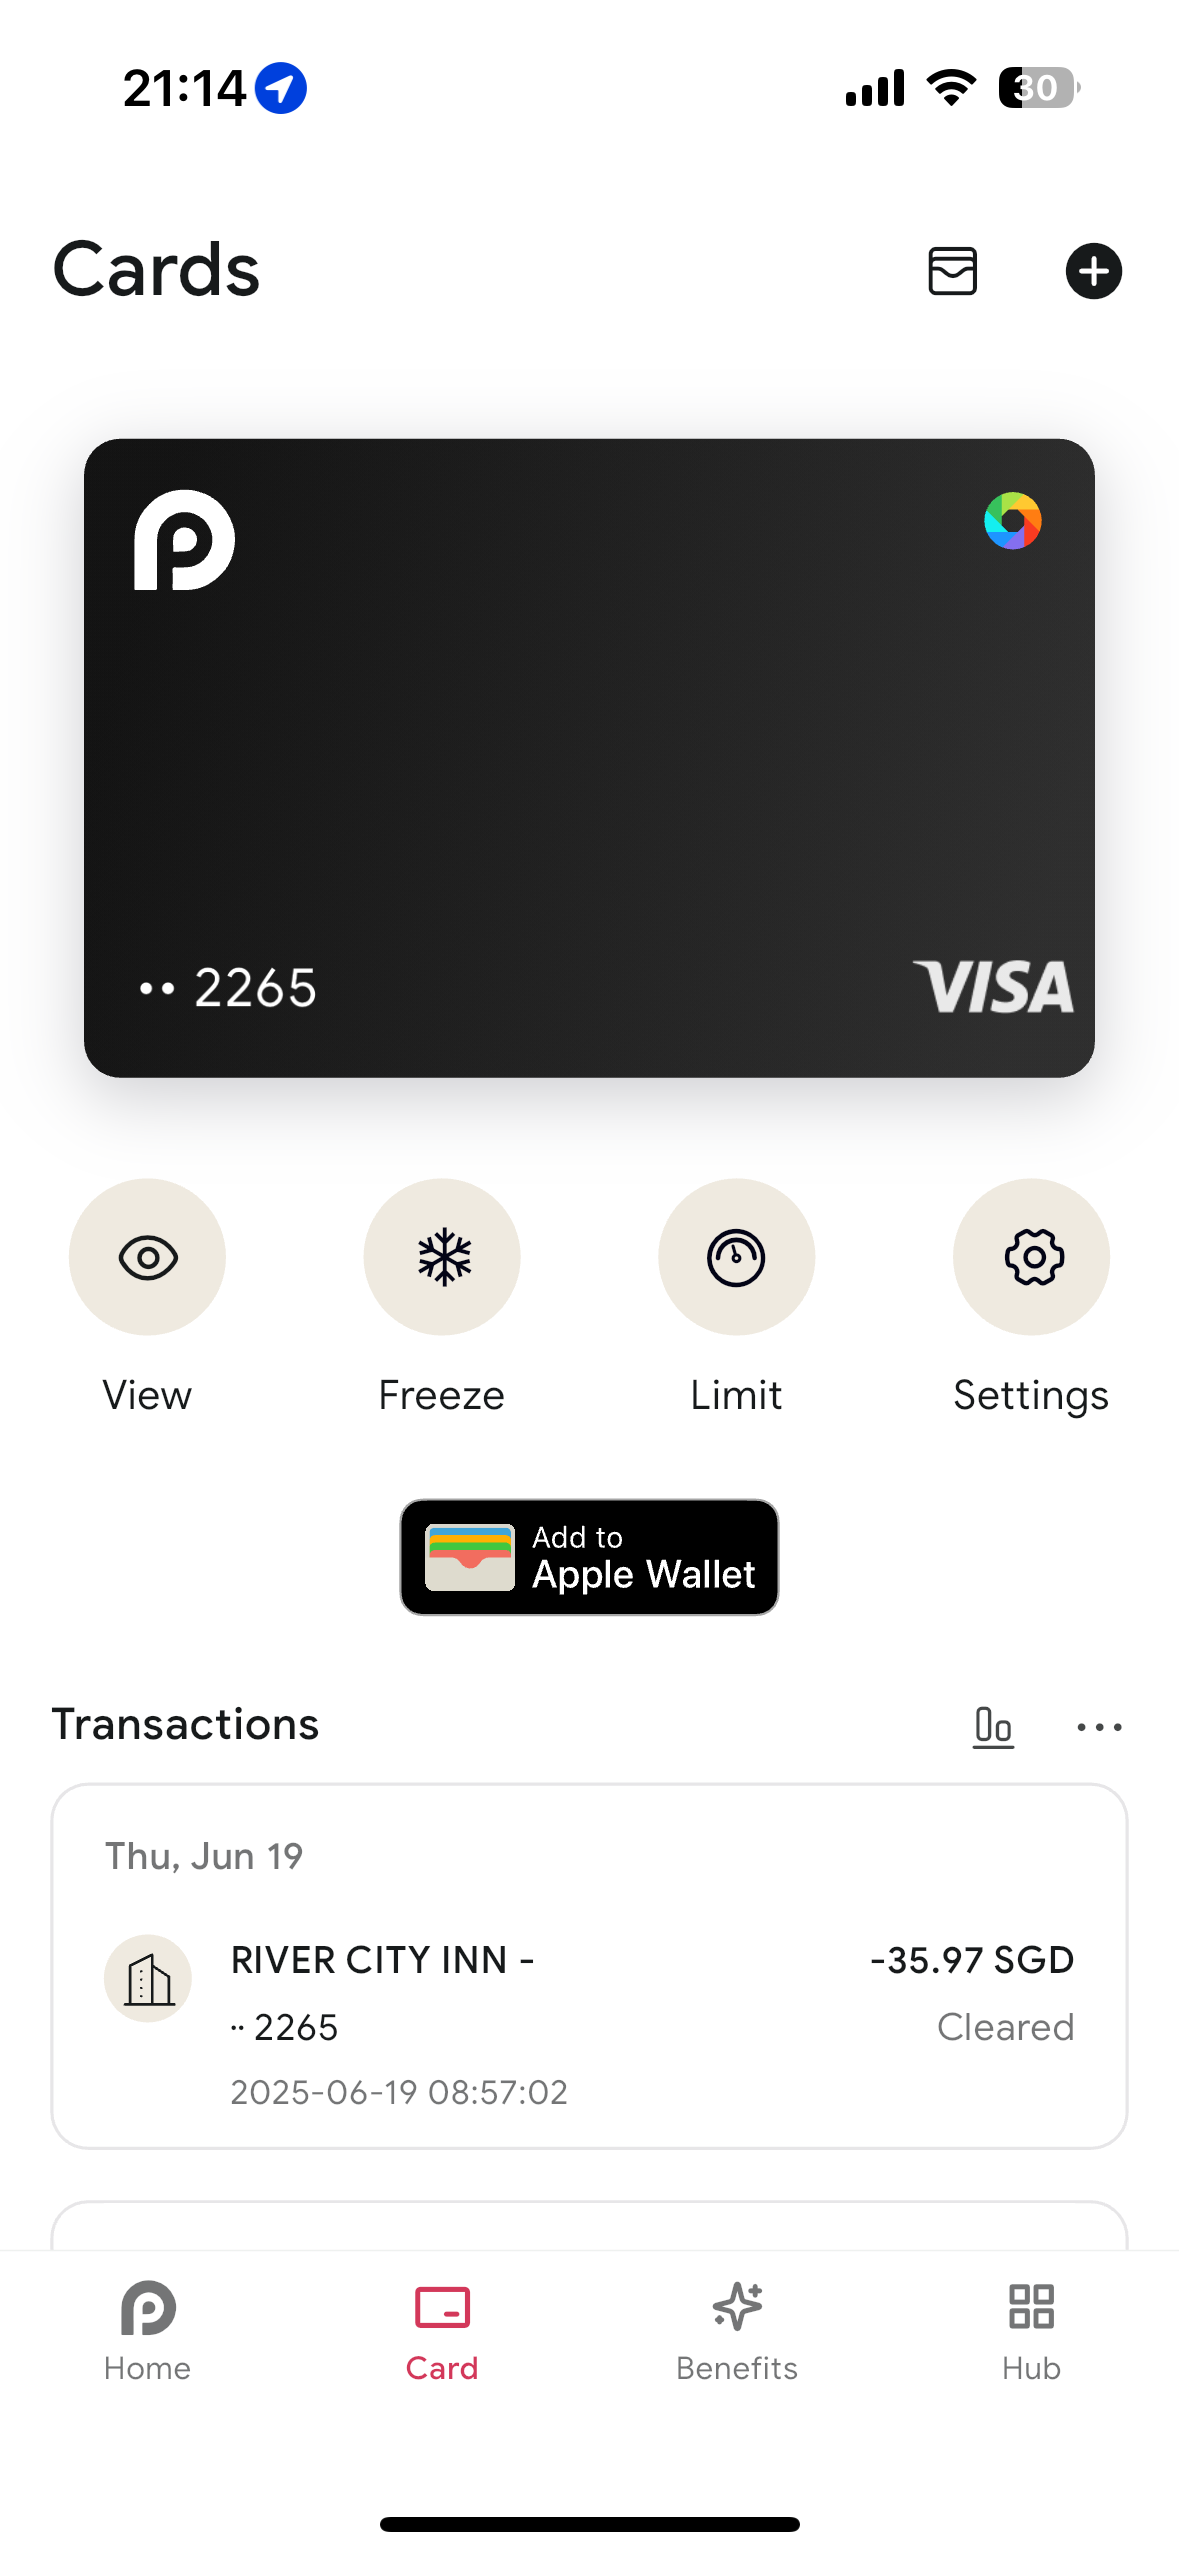 21:14
30
Cards
•• 2265
VISA
View
Freeze
Limit
Settings
Add to
Apple Wallet
Transactions
Thu, Jun 19
RIVER CITY INN -
-35.97 SGD
·· 2265
Cleared
2025-06-19 08:57:02
Home
Card
Benefits
Hub